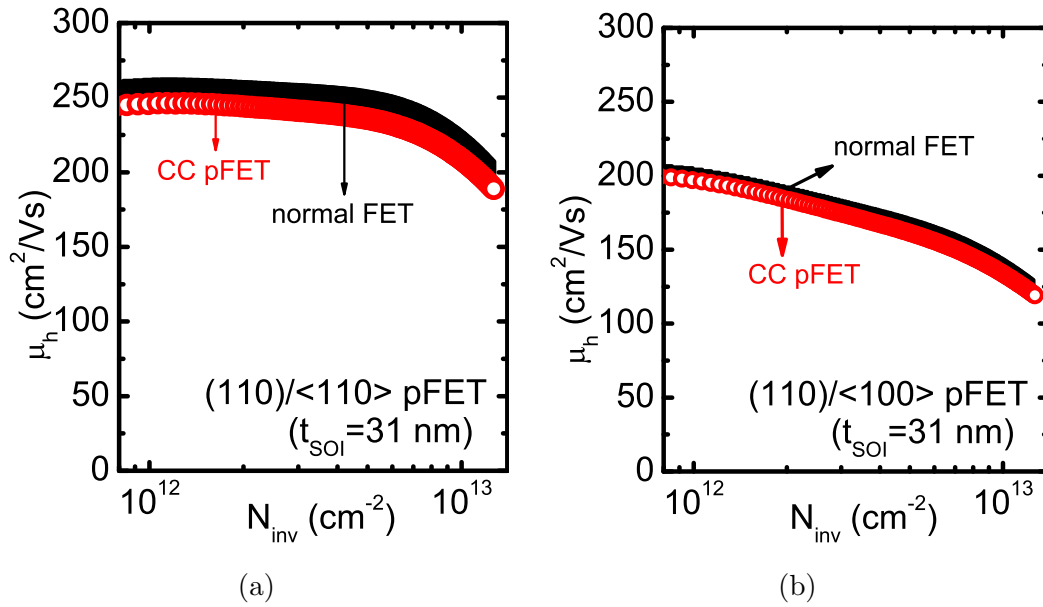 300
250
200
150
100
50
0
μh (cm2/Vs)
CC pFET
normal FET
(110)/<110> pFET
(tSOI=31 nm)
10^12
10^13
Ninv (cm-2)
(a)
300
250
200
150
100
50
0
μh (cm2/Vs)
normal FET
CC pFET
(110)/<100> pFET
(tSOI=31 nm)
10^12
10^13
Ninv (cm-2)
(b)